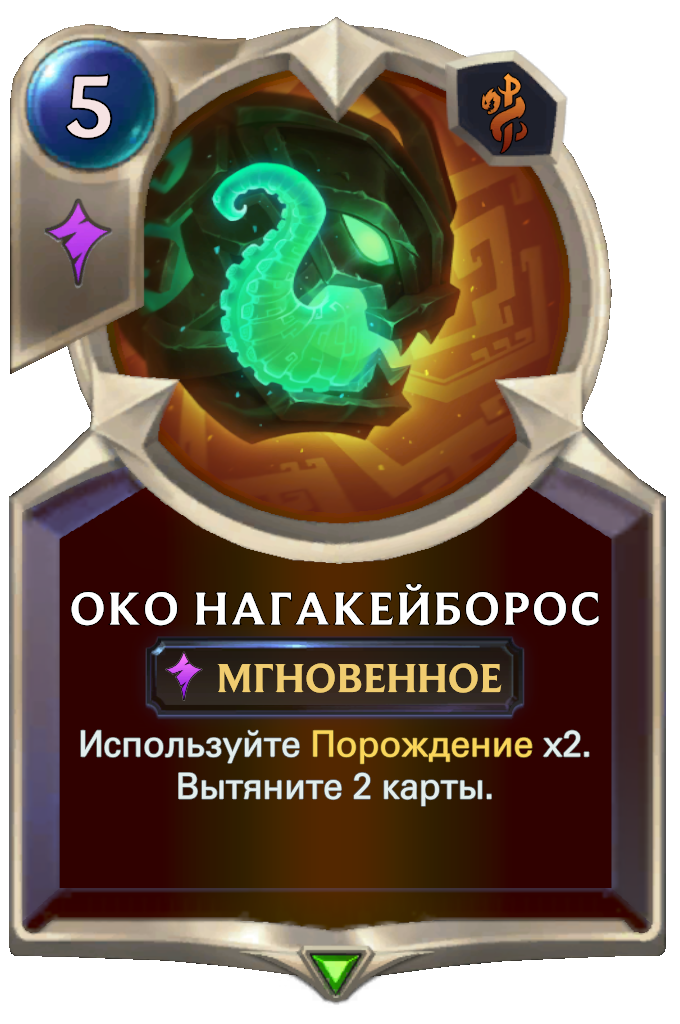 5
ОКО НАГАКЕЙБОРОС
МГНОВЕННОЕ
Используйте Порождение x2.
Вытяните 2 карты.